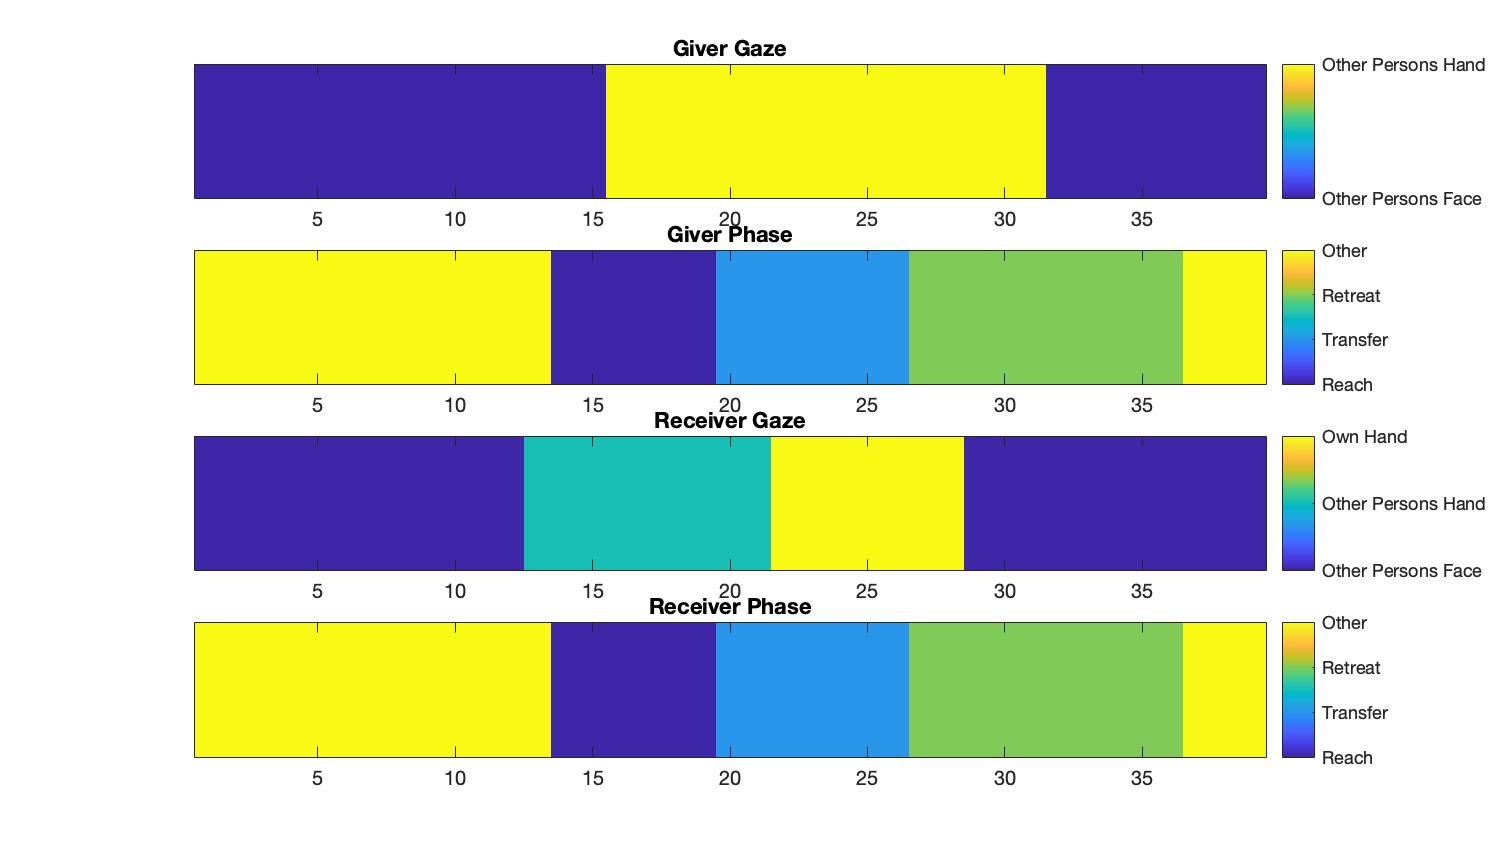 Giver Gaze
Other Persons Hand
Other Persons Face
5 10 15 20 25 30 35
Giver Phase
Other
Retreat
Transfer
Reach
5 10 15 20 25 30 35
Receiver Gaze
Own Hand
Other Persons Hand
Other Persons Face
5 10 15 20 25 30 35
Receiver Phase
Other
Retreat
Transfer
Reach
5 10 15 20 25 30 35